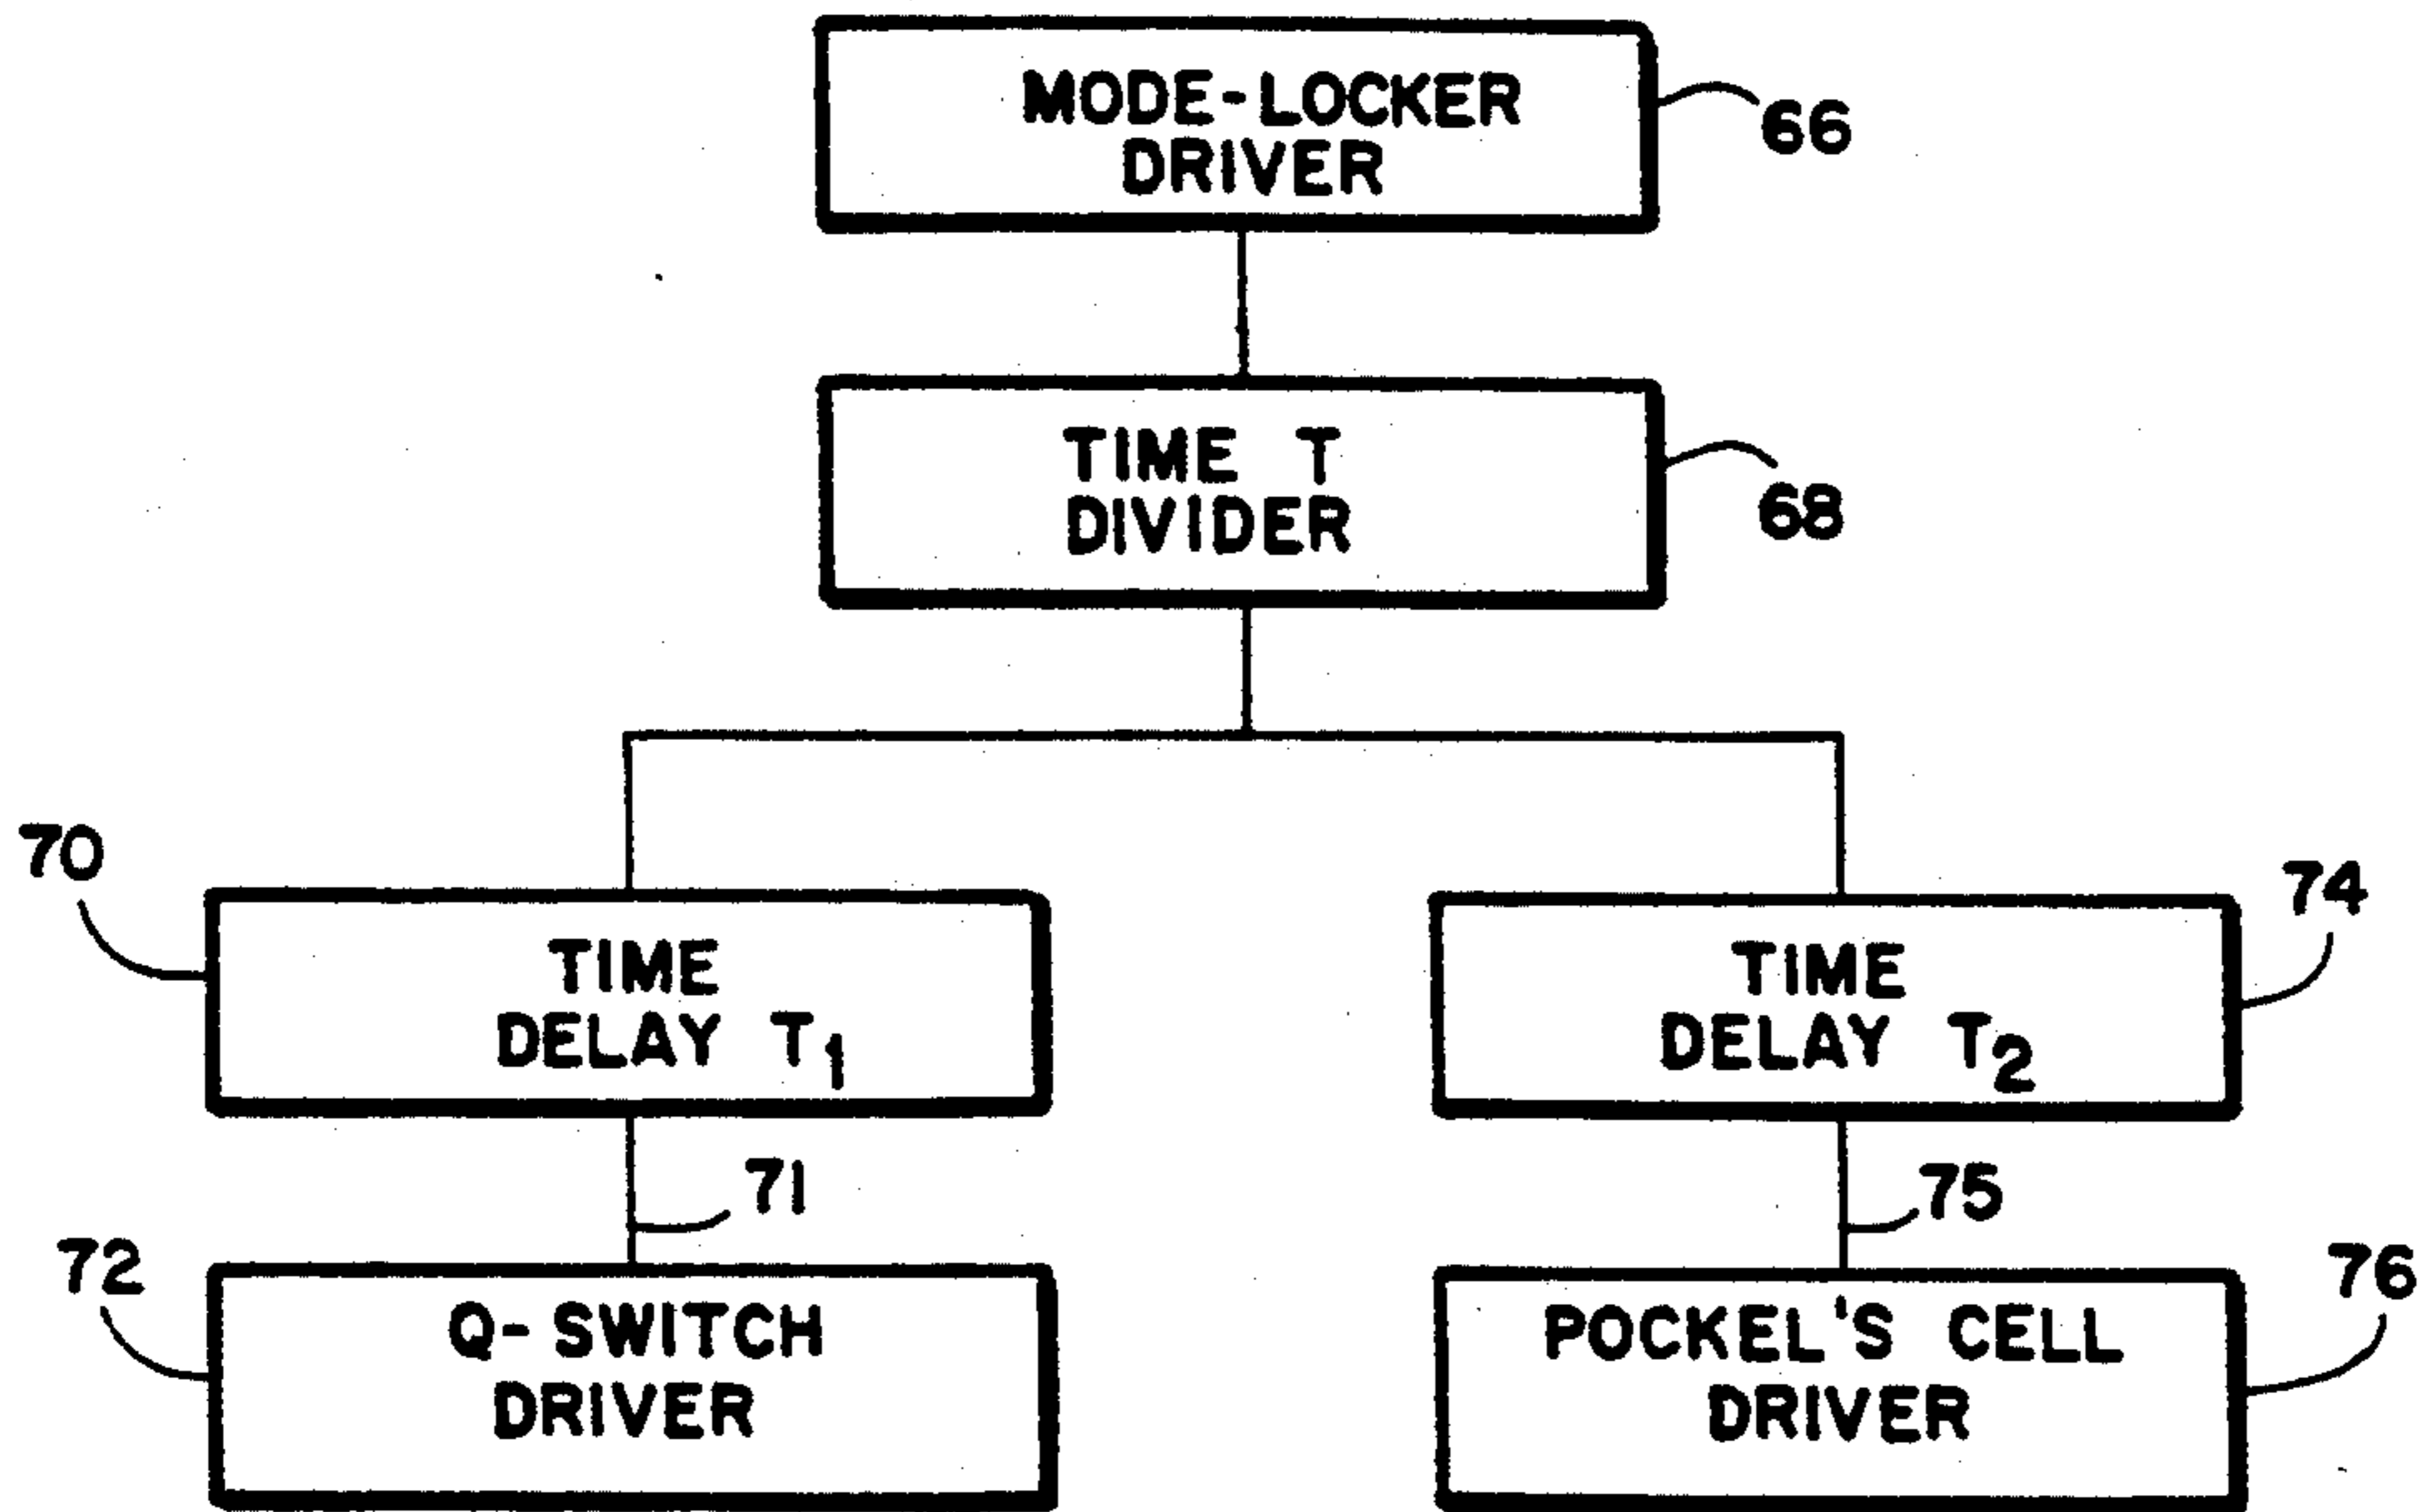 MODE-LOCKER
DRIVER
66
TIME T
DIVIDER
68
70
TIME
DELAY T1
74
TIME
DELAY T2
71
75
72
Q-SWITCH
DRIVER
76
POCKEL'S CELL
DRIVER